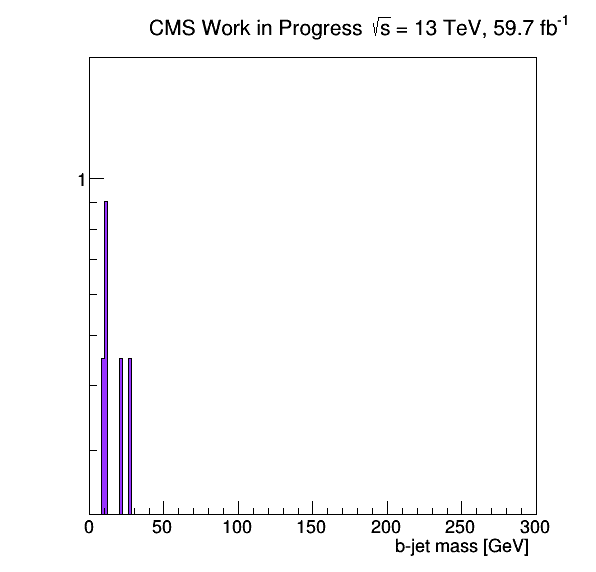 CMS Work in Progress √s = 13 TeV, 59.7 fb⁻¹
1
0 50 100 150 200 250 300
b-jet mass [GeV]